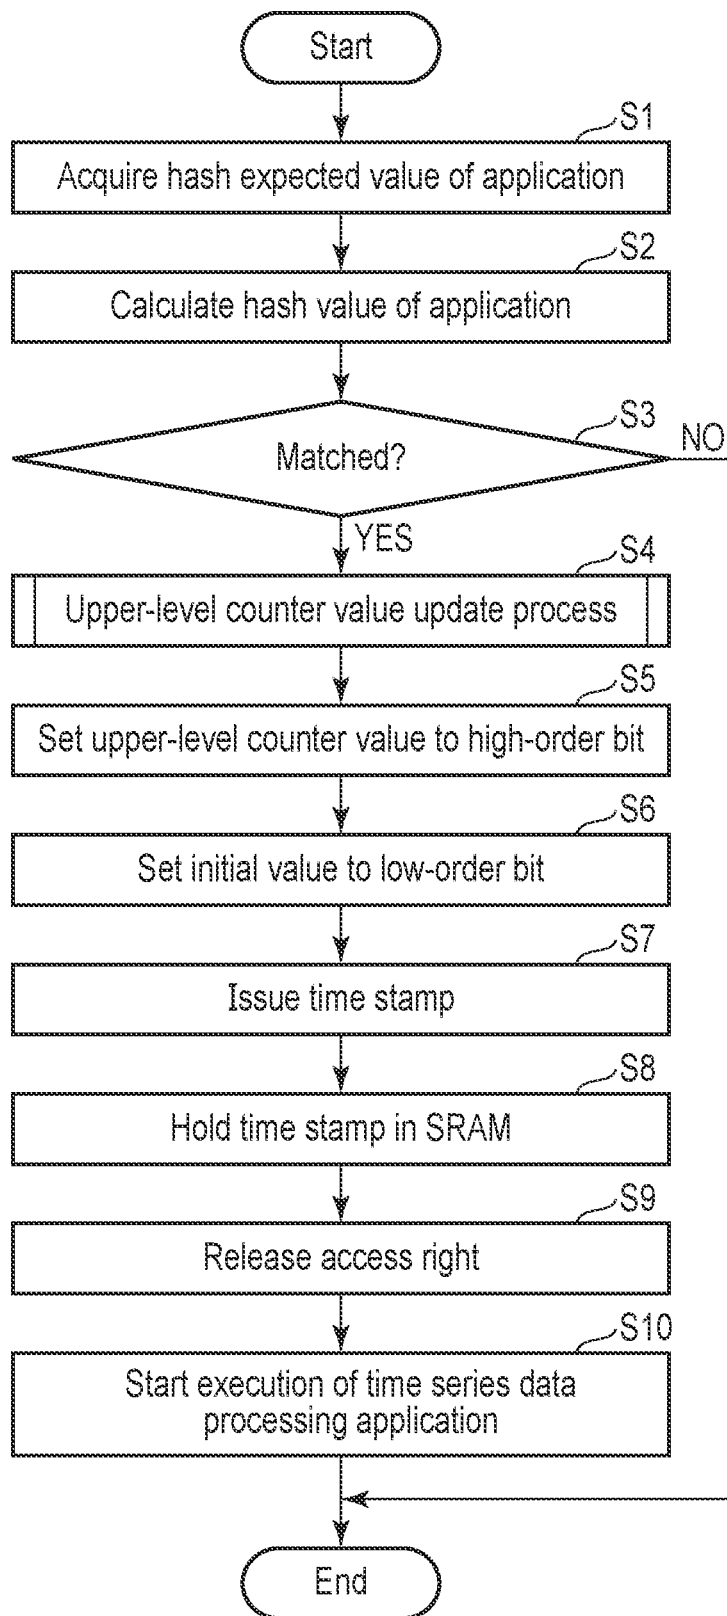 Start
S1
Acquire hash expected value of application
S2
Calculate hash value of application
S3
Matched?
NO
YES
S4
Upper-level counter value update process
S5
Set upper-level counter value to high-order bit
S6
Set initial value to low-order bit
S7
Issue time stamp
S8
Hold time stamp in SRAM
S9
Release access right
S10
Start execution of time series data
processing application
End